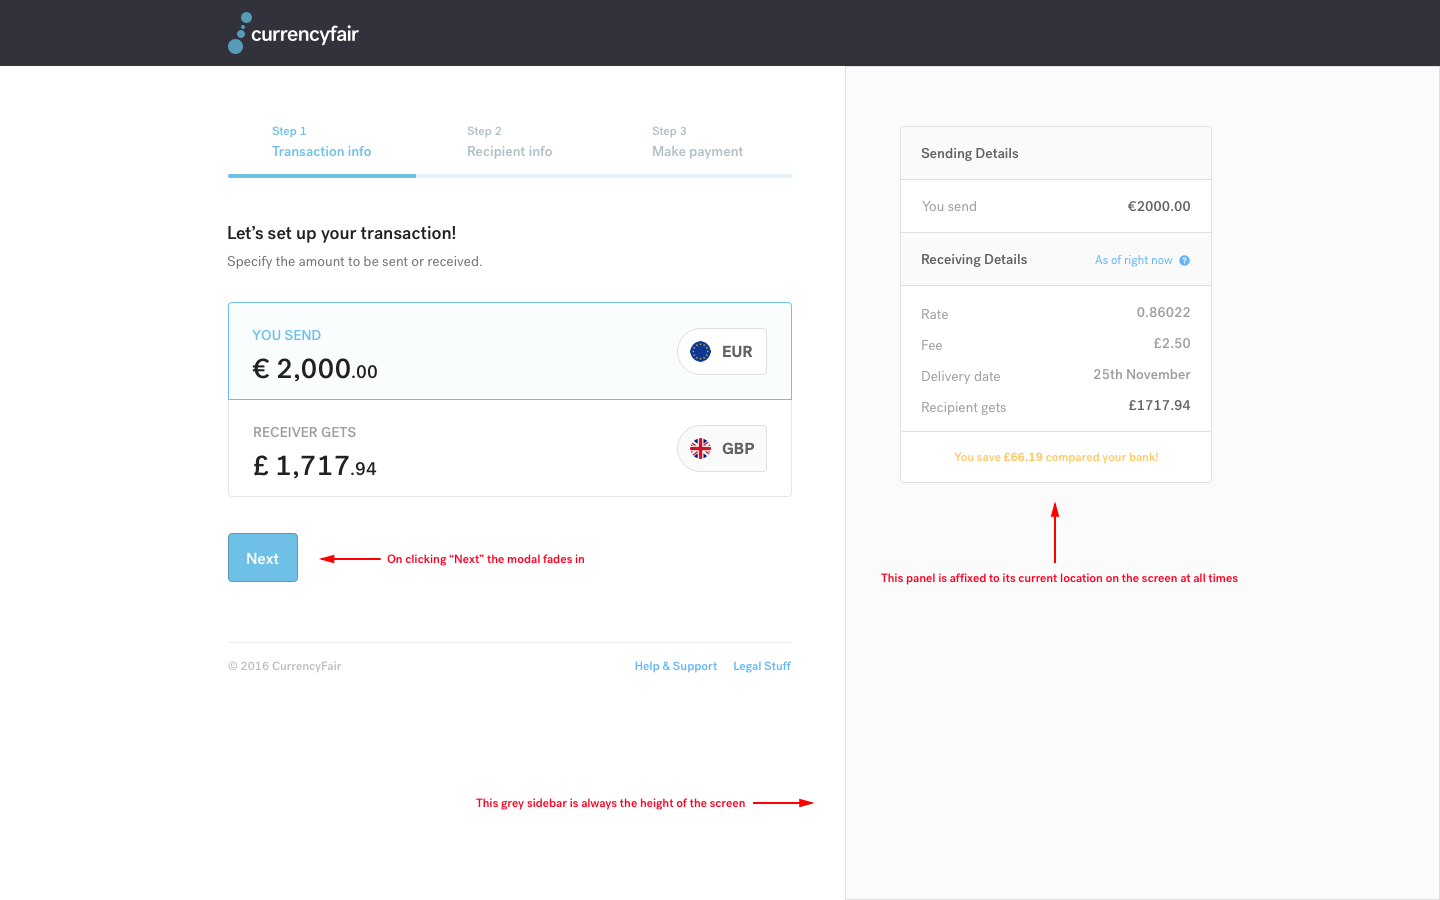 currencyfair
Step 1
Transaction info
Step 2
Recipient info
Step 3
Make payment
Let's set up your transaction!
Specify the amount to be sent or received.
YOU SEND
€ 2,000.00
EUR
RECEIVER GETS
£ 1,717.94
GBP
Next
On clicking “Next” the modal fades in
© 2016 CurrencyFair
Help & Support
Legal Stuff
This grey sidebar is always the height of the screen
Sending Details
You send €2000.00
Receiving Details As of right now ?
Rate 0.86022
Fee £2.50
Delivery date 25th November
Recipient gets £1717.94
You save £66.19 compared your bank!
This panel is affixed to its current location on the screen at all times